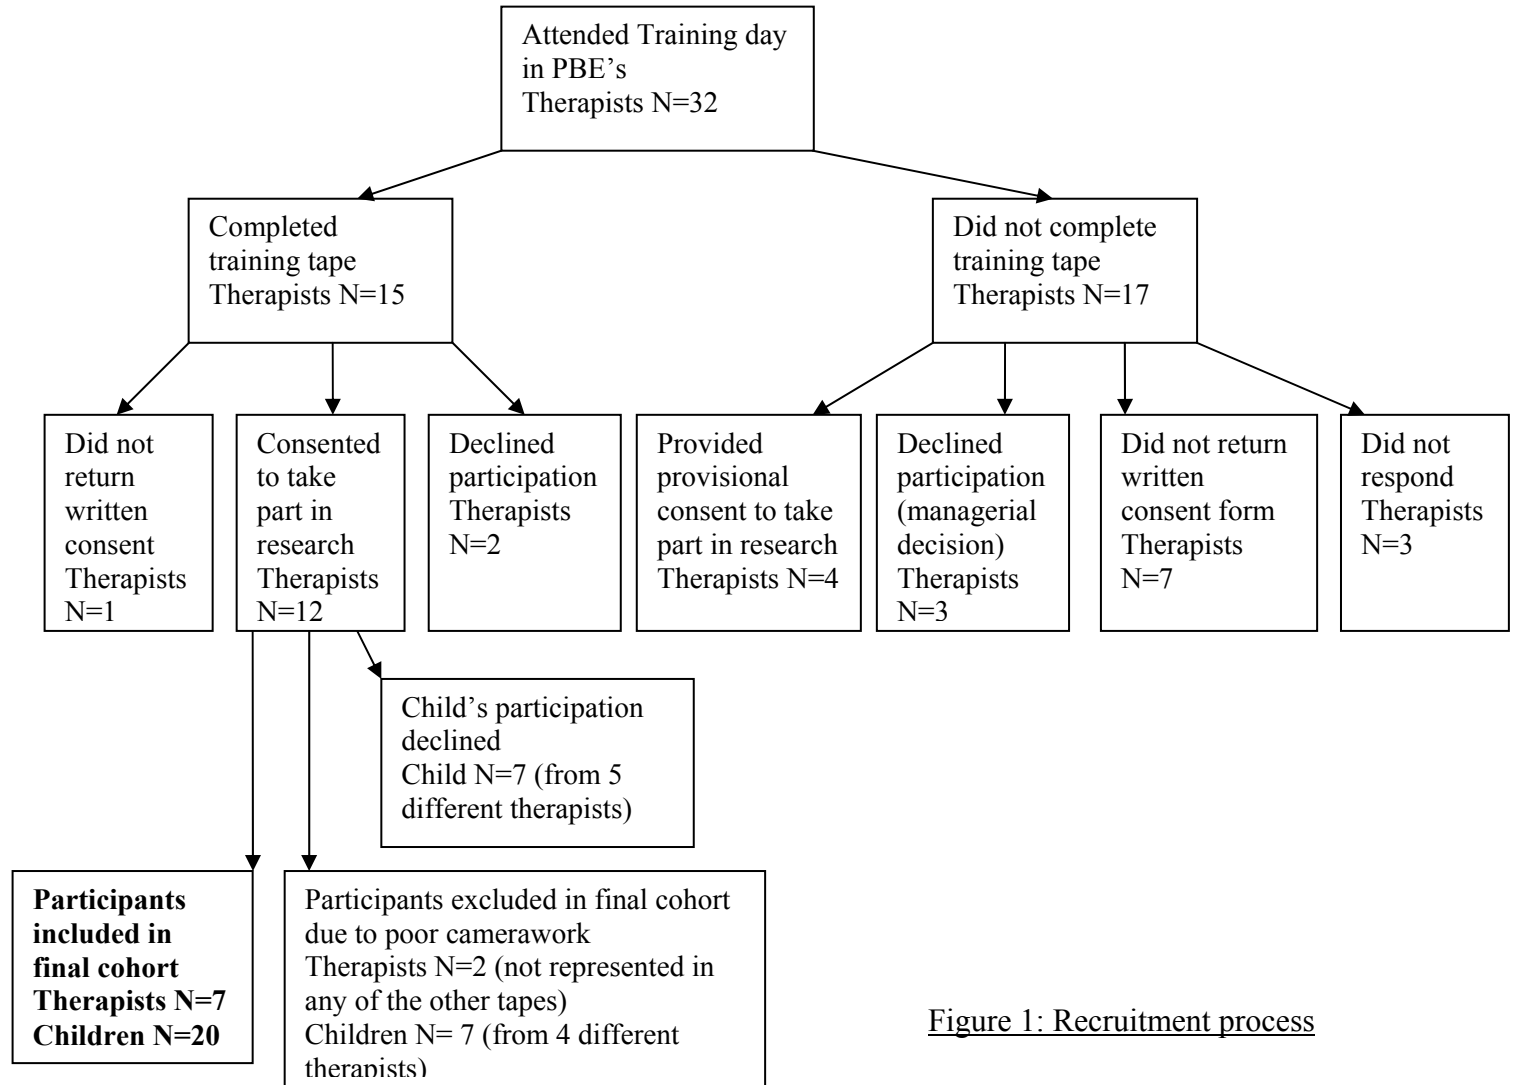 Attended Training day
in PBE’s
Therapists N=32
Completed
training tape
Therapists N=15
Did not complete
training tape
Therapists N=17
Did not
return
written
consent
Therapists
N=1
Consented
to take
part in
research
Therapists
N=12
Declined
participation
Therapists
N=2
Provided
provisional
consent to take
part in research
Therapists N=4
Declined
participation
(managerial
decision)
Therapists
N=3
Did not return
written
consent form
Therapists
N=7
Did not
respond
Therapists
N=3
Child’s participation
declined
Child N=7 (from 5
different therapists)
Participants
included in
final cohort
Therapists N=7
Children N=20
Participants excluded in final cohort
due to poor camerawork
Therapists N=2 (not represented in
any of the other tapes)
Children N= 7 (from 4 different
therapists)
Figure 1: Recruitment process